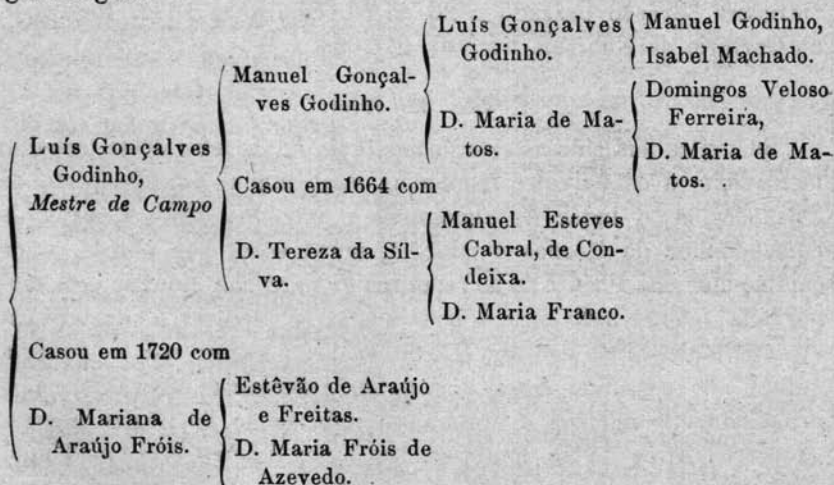 Luís Gonçalves
Godinho,
Mestre de Campo
Casou em 1720 com
D. Mariana de
Araújo Fróis.
Manuel Gonçal-
ves Godinho.
Casou em 1664 com
D. Tereza da Síl-
va.
Estêvão de Araújo
e Freitas.
D. Maria Fróis de
Azevedo.
Luís Gonçalves
Godinho.
D. Maria de Ma-
tos.
Manuel Esteves
Cabral, de Con-
deixa.
D. Maria Franco.
Manuel Godinho,
Isabel Machado.
Domingos Veloso
Ferreira,
D. Maria de Ma-
tos.